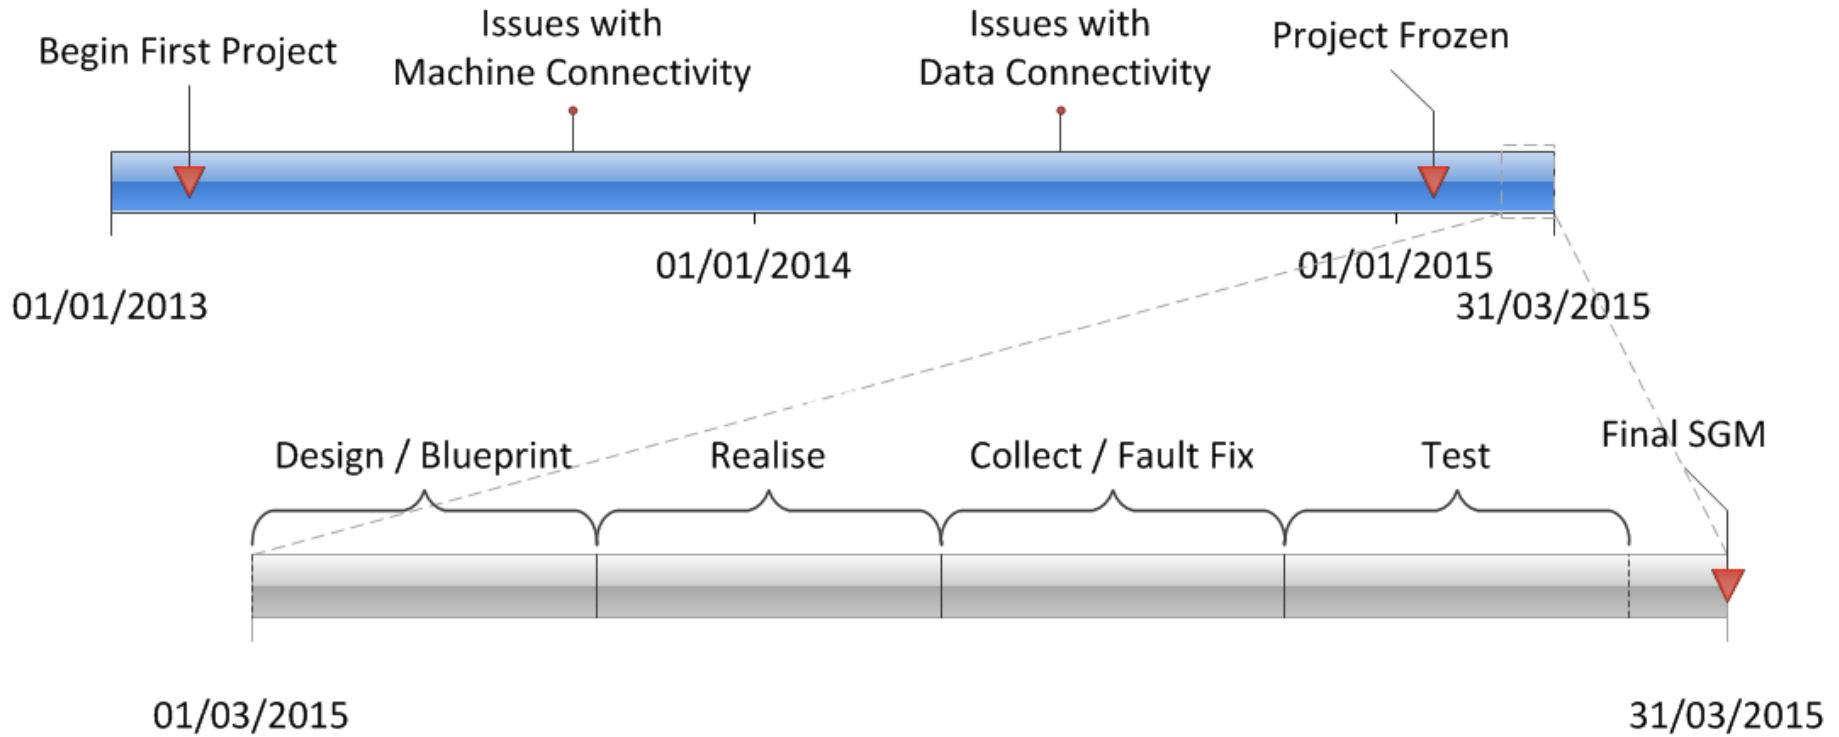 Begin First Project
Issues with
Machine Connectivity
Issues with
Data Connectivity
Project Frozen
01/01/2013
01/01/2014
01/01/2015
31/03/2015
Design / Blueprint
Realise
Collect / Fault Fix
Test
Final SGM
01/03/2015
31/03/2015